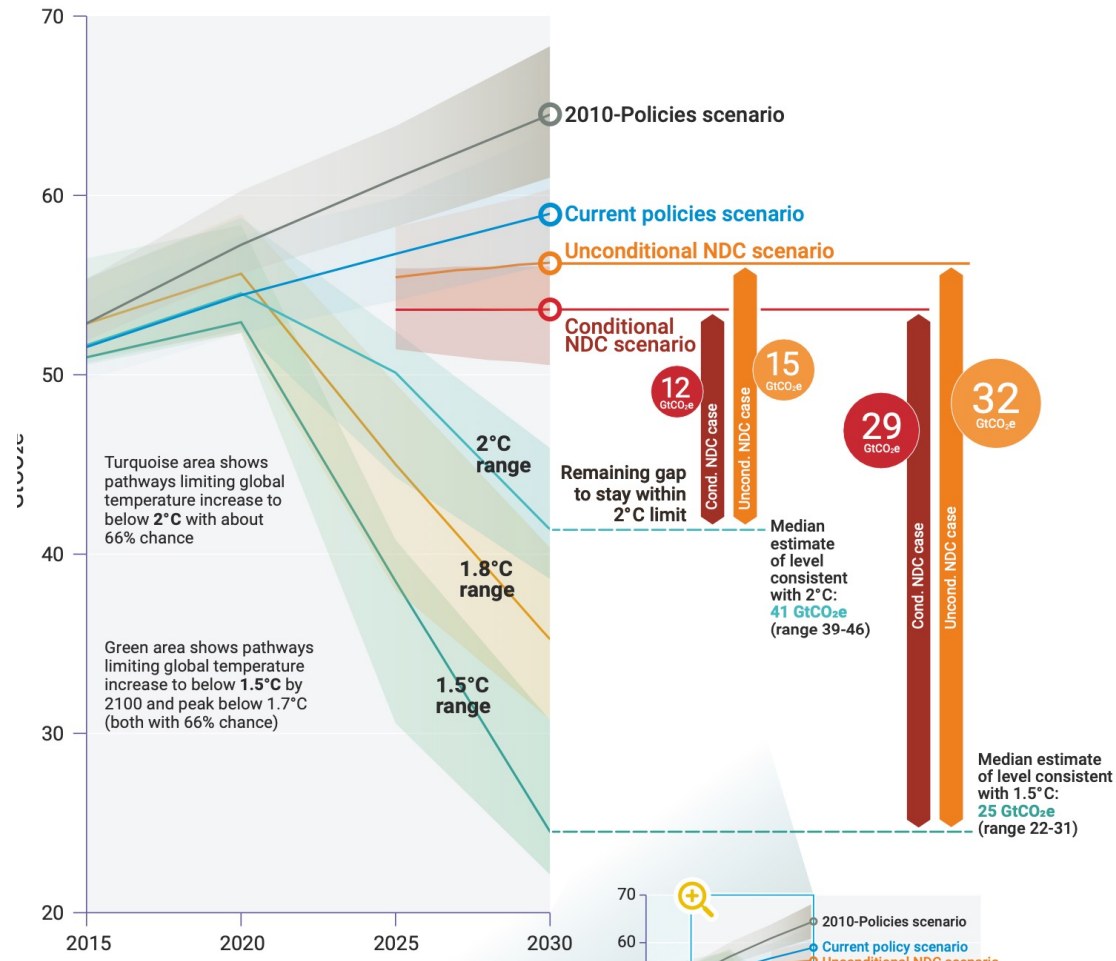 70
2010-Policies scenario
60
Current policies scenario
Unconditional NDC scenario
Conditional
NDC scenario
50
12
GtCO₂e
15
GtCO₂e
29
GtCO₂e
32
GtCO₂e
Cond. NDC case
Uncond. NDC case
Cond. NDC case
Uncond. NDC case
2°C
range
Remaining gap
to stay within
2°C limit
Turquoise area shows
pathways limiting global
temperature increase to
below 2°C with about
66% chance
Median
estimate
of level
consistent
with 2°C:
41 GtCO₂e
(range 39-46)
40
1.8°C
range
Green area shows pathways
limiting global temperature
increase to below 1.5°C by
2100 and peak below 1.7°C
(both with 66% chance)
1.5°C
range
30
Median estimate
of level consistent
with 1.5°C:
25 GtCO₂e
(range 22-31)
20
2015
2020
2025
2030
70
2010-Policies scenario
60
Current policy scenario
Unconditional NDC scenario